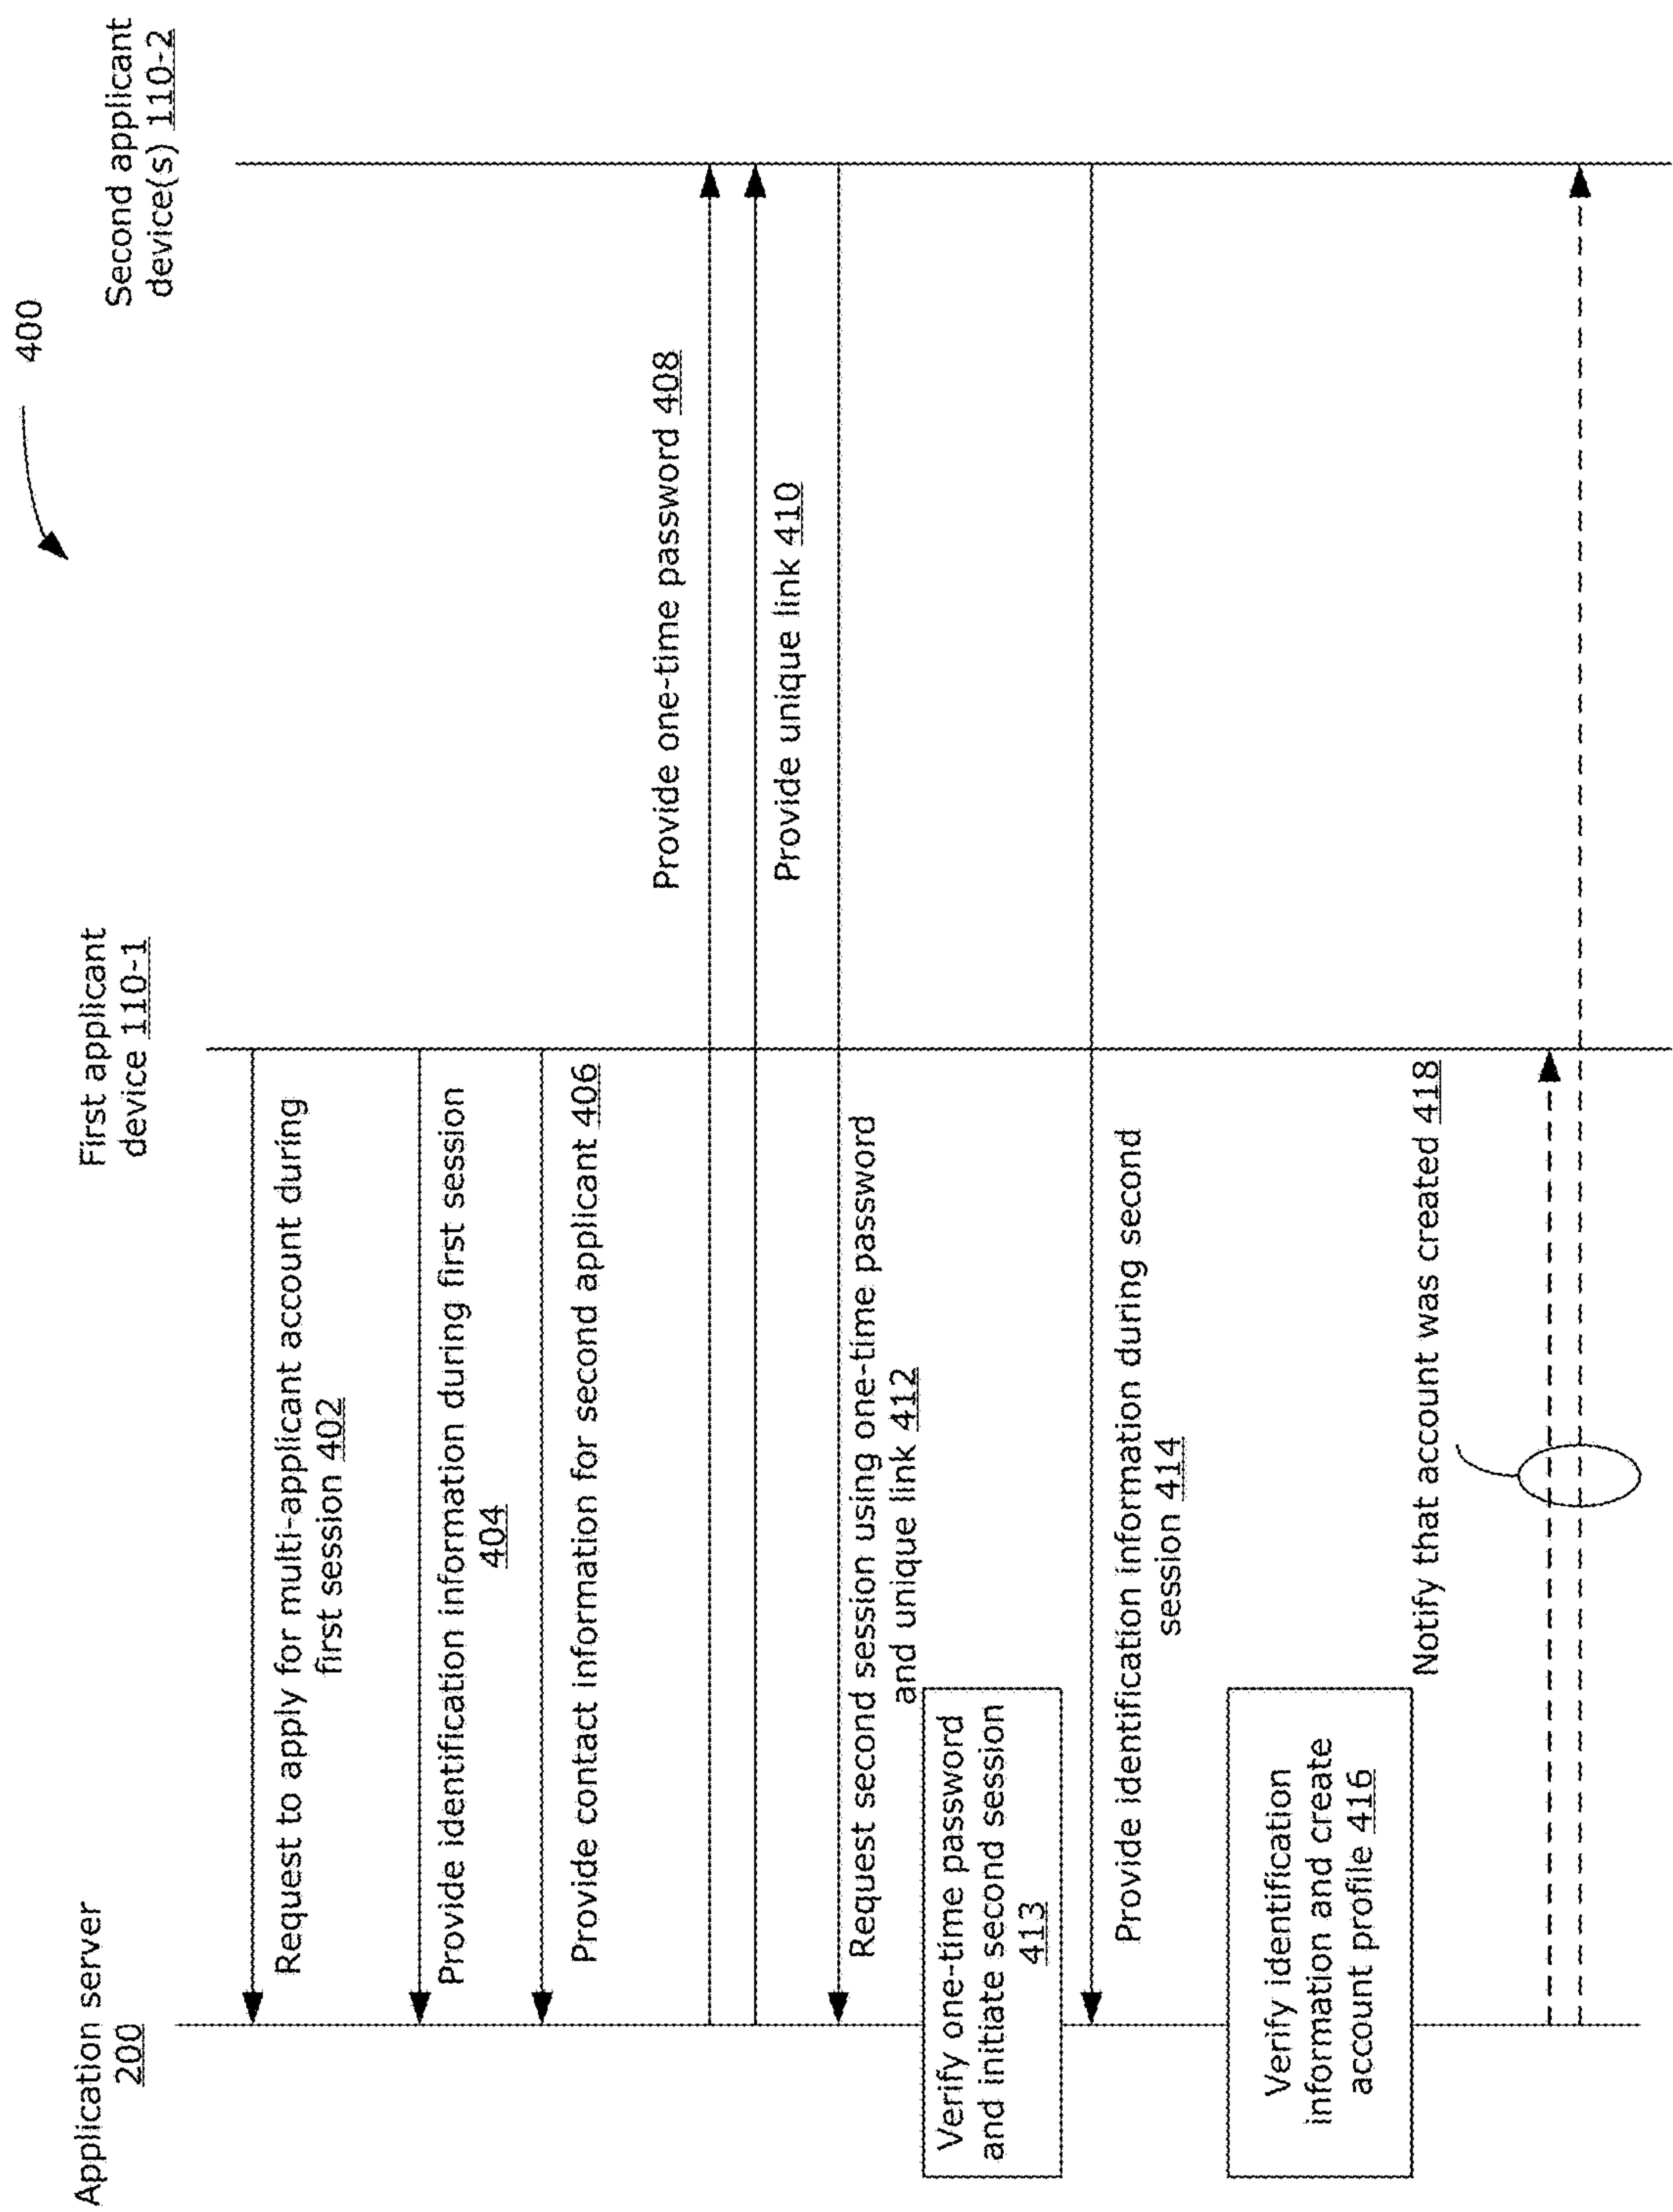 400
Application server
200
First applicant
device 110-1
Second applicant
device(s) 110-2
Request to apply for multi-applicant account during
first session 402
Provide identification information during first session
404
Provide contact information for second applicant 406
Provide one-time password 408
Provide unique link 410
Request second session using one-time password
and unique link 412
Verify one-time password
and initiate second session
413
Provide identification information during second
session 414
Verify identification
information and create
account profile 416
Notify that account was created 418